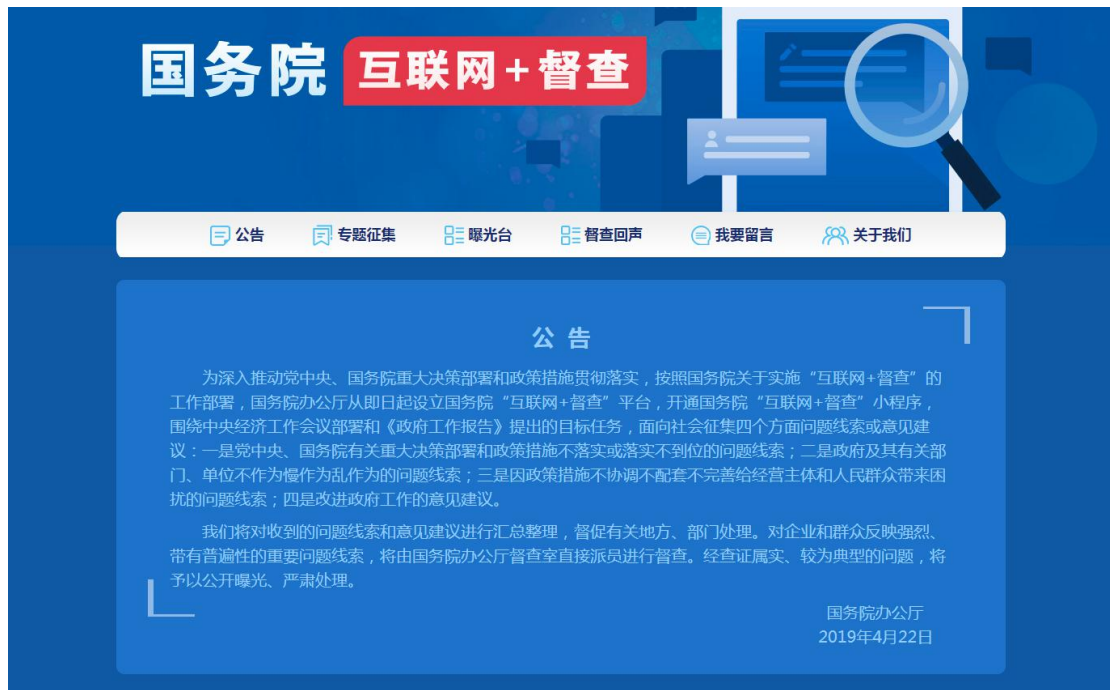 国务院 互联网+督查
公告 专题征集 曝光台 督查回声 我要留言 关于我们
公 告
为深入推动党中央、国务院重大决策部署和政策措施贯彻落实，按照国务院关于实施“互联网+督查”的
工作部署，国务院办公厅从即日起设立国务院“互联网+督查”平台，开通国务院“互联网+督查”小程序，
围绕中央经济工作会议部署和《政府工作报告》提出的目标任务，面向社会征集四个方面问题线索或意见建
议：一是党中央、国务院有关重大决策部署和政策措施不落实或落实不到位的问题线索；二是政府及其有关部
门、单位不作为慢作为乱作为的问题线索；三是因政策措施不协调不配套不完善给经营主体和人民群众带来困
扰的问题线索；四是改进政府工作的意见建议。
我们将对收到的问题线索和意见建议进行汇总整理，督促有关地方、部门处理。对企业和群众反映强烈、
带有普遍性的重要问题线索，将由国务院办公厅督查室直接派员进行督查。经查证属实、较为典型的问题，将
予以公开曝光、严肃处理。
国务院办公厅
2019年4月22日